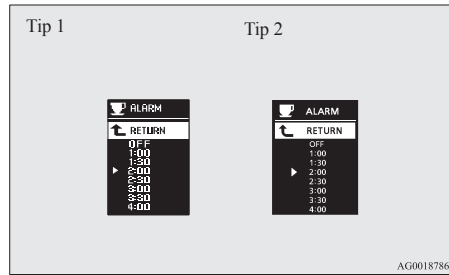 Tip 1
Tip 2
ALARM
RETURN
OFF
1:00
1:30
2:00
2:30
3:00
3:30
4:00
ALARM
RETURN
OFF
1:00
1:30
2:00
2:30
3:00
3:30
4:00
AG0018786